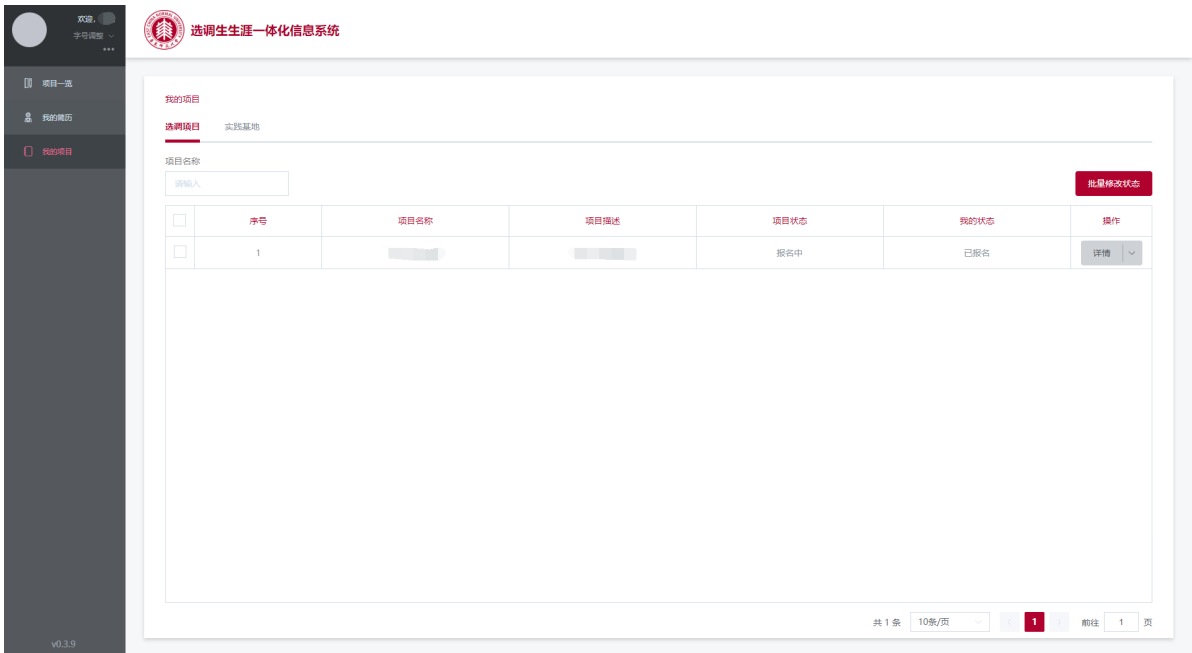 欢迎,
字号调整
选调生生涯一体化信息系统
项目一览
我的简历
我的项目
我的项目
选调项目 实践基地
项目名称
请输入
批量修改状态
序号 项目名称 项目描述 项目状态 我的状态 操作
1 报名中 已报名 详情
共 1 条 10条/页 1 前往 1 页
v0.3.9